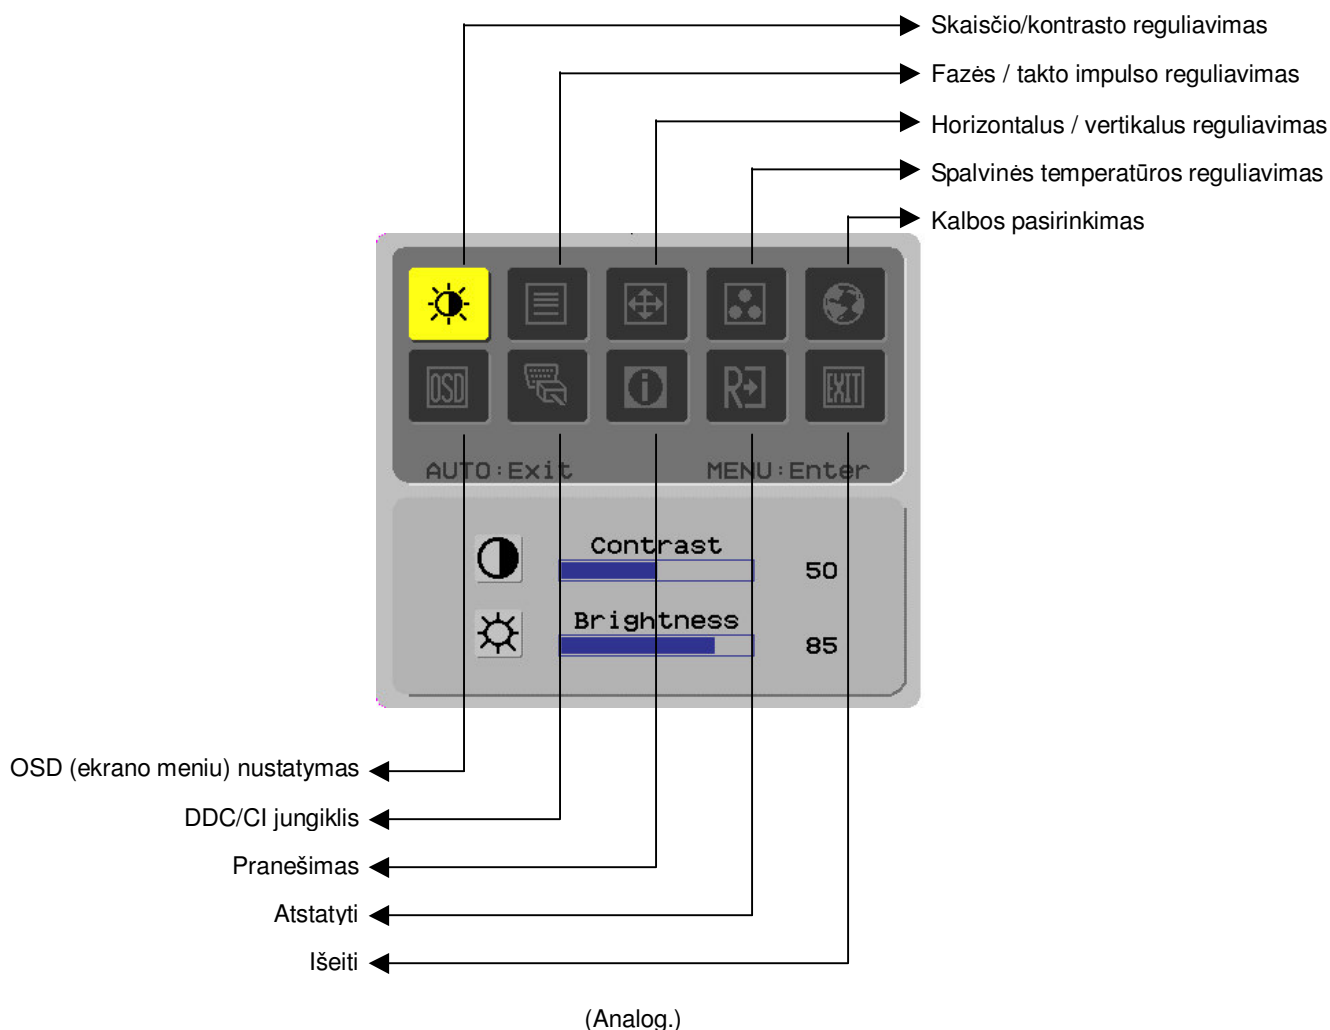 Skaisčio/kontrasto reguliavimas
Fazės / takto impulso reguliavimas
Horizontalus / vertikalus reguliavimas
Spalvinės temperatūros reguliavimas
Kalbos pasirinkimas
OSD
R
EXIT
AUTO:Exit MENU:Enter
Contrast
50
Brightness
85
OSD (ekrano meniu) nustatymas
DDC/CI jungiklis
Pranešimas
Atstatyti
Išeiti
(Analog.)